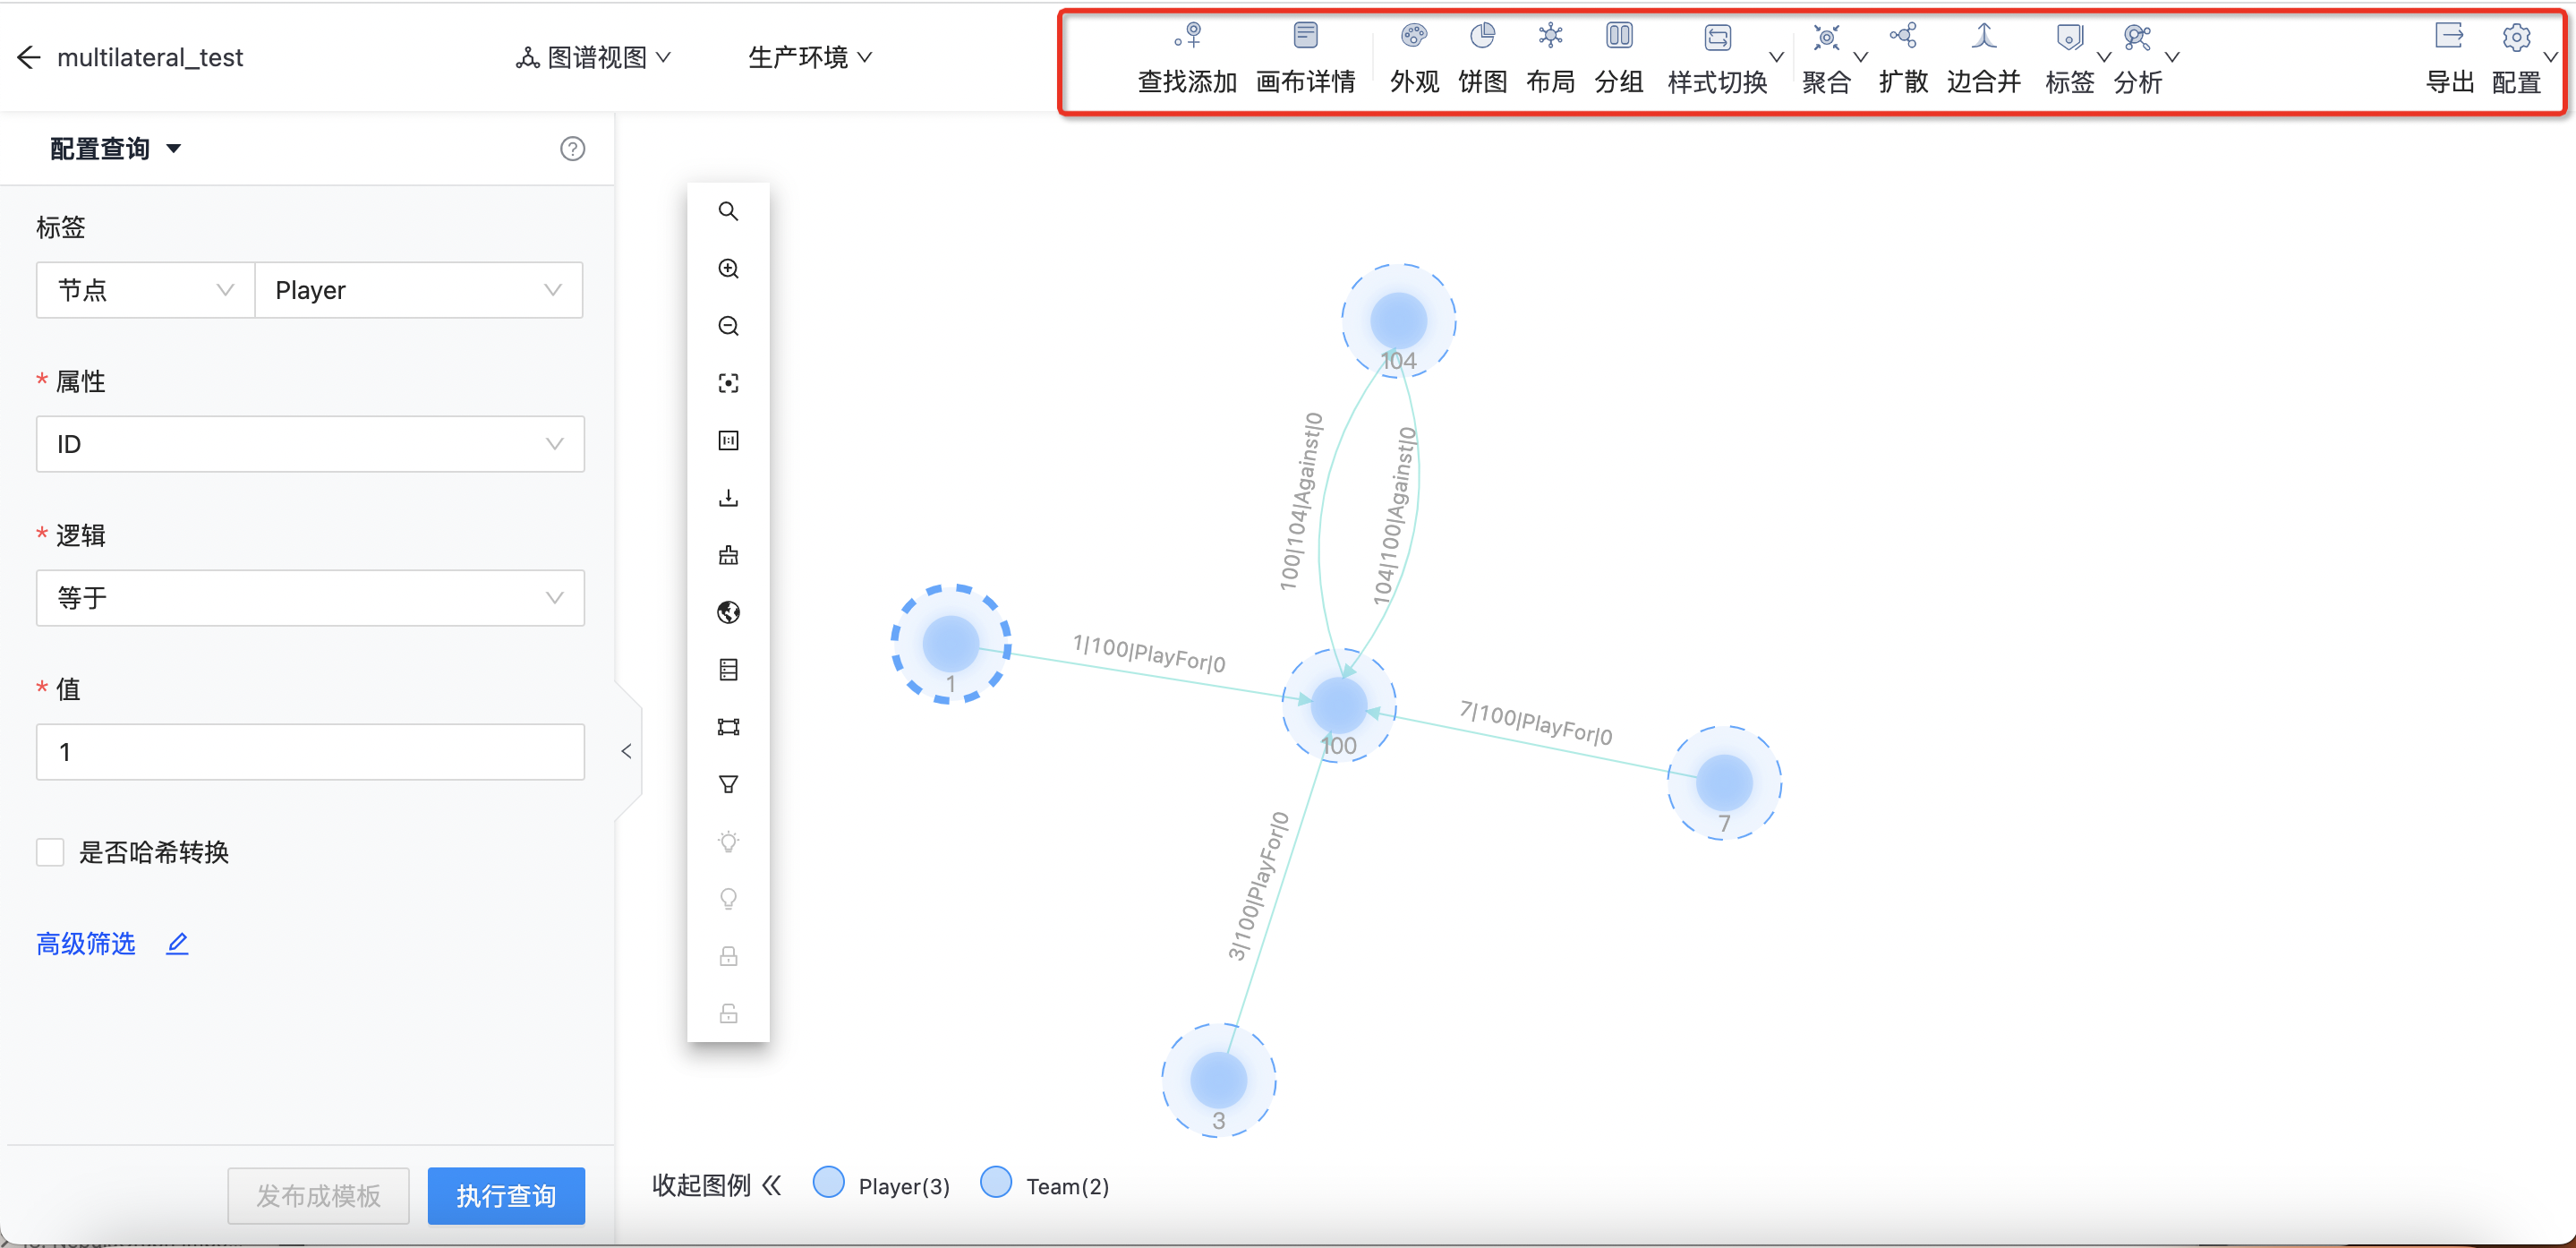 multilateral_test
图谱视图
生产环境
查找添加
画布详情
外观
饼图
布局
分组
样式切换
聚合
扩散
边合并
标签
分析
导出
配置
配置查询
标签
节点
Player
* 属性
ID
* 逻辑
等于
* 值
1
是否哈希转换
高级筛选
发布成模板
执行查询
104
100|104|Against|0
104|100|Against|0
1
1|100|PlayFor|0
100
7|100|PlayFor|0
7
3|100|PlayFor|0
3
收起图例
Player(3)
Team(2)